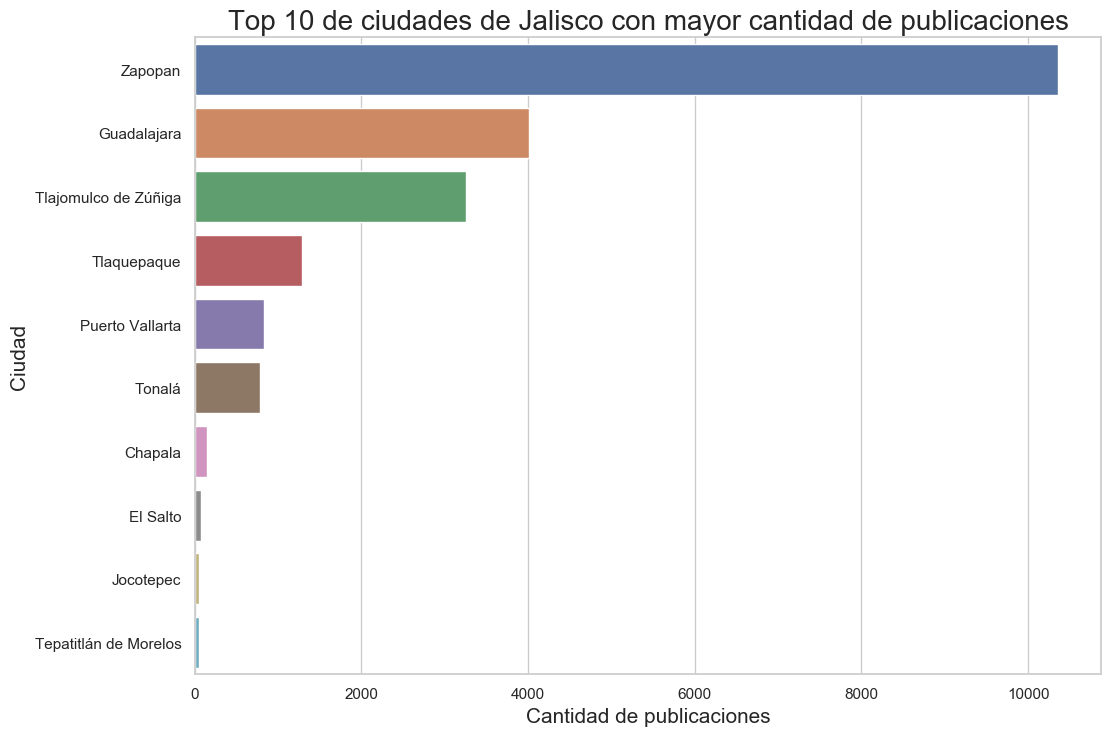 Top 10 de ciudades de Jalisco con mayor cantidad de publicaciones
Ciudad
Zapopan
Guadalajara
Tlajomulco de Zúñiga
Tlaquepaque
Puerto Vallarta
Tonalá
Chapala
El Salto
Jocotepec
Tepatitlán de Morelos
0 2000 4000 6000 8000 10000
Cantidad de publicaciones